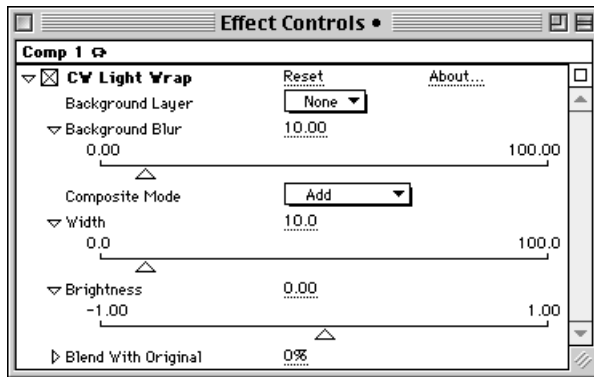 Effect Controls •
Comp 1
CW Light Wrap Reset About...
Background Layer None
Background Blur 10.00
0.00 100.00
Composite Mode Add
Width 10.0
0.0 100.0
Brightness 0.00
-1.00 1.00
Blend With Original 0%